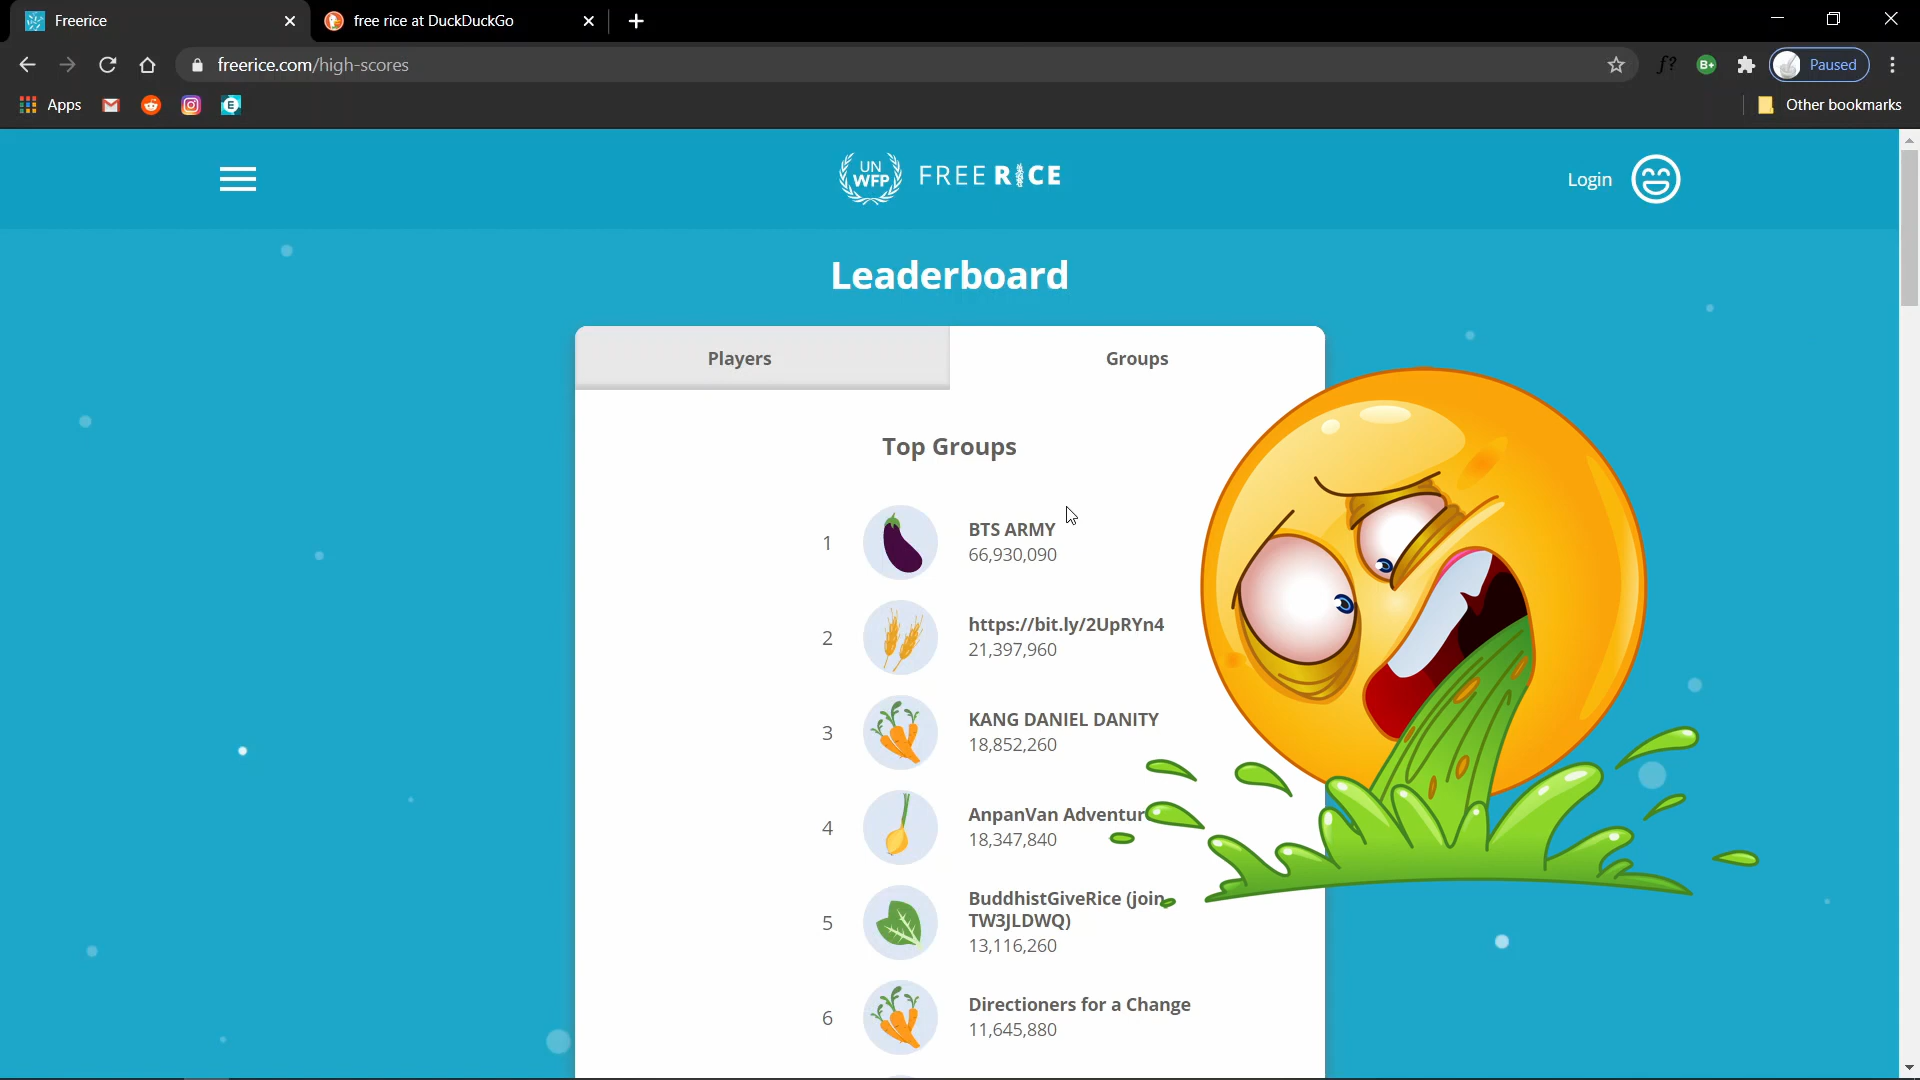 Freerice
free rice at DuckDuckGo
freerice.com/high-scores
f?
B+
Paused
Apps
E
Other bookmarks
UN
WFP
FREERICE
Login
Leaderboard
Players
Groups
Top Groups
1
BTS ARMY
66,930,090
2
https://bit.ly/2UpRYn4
21,397,960
3
KANG DANIEL DANITY
18,852,260
4
AnpanVan Adventur
18,347,840
5
BuddhistGiveRice (join
TW3JLDWQ)
13,116,260
6
Directioners for a Change
11,645,880